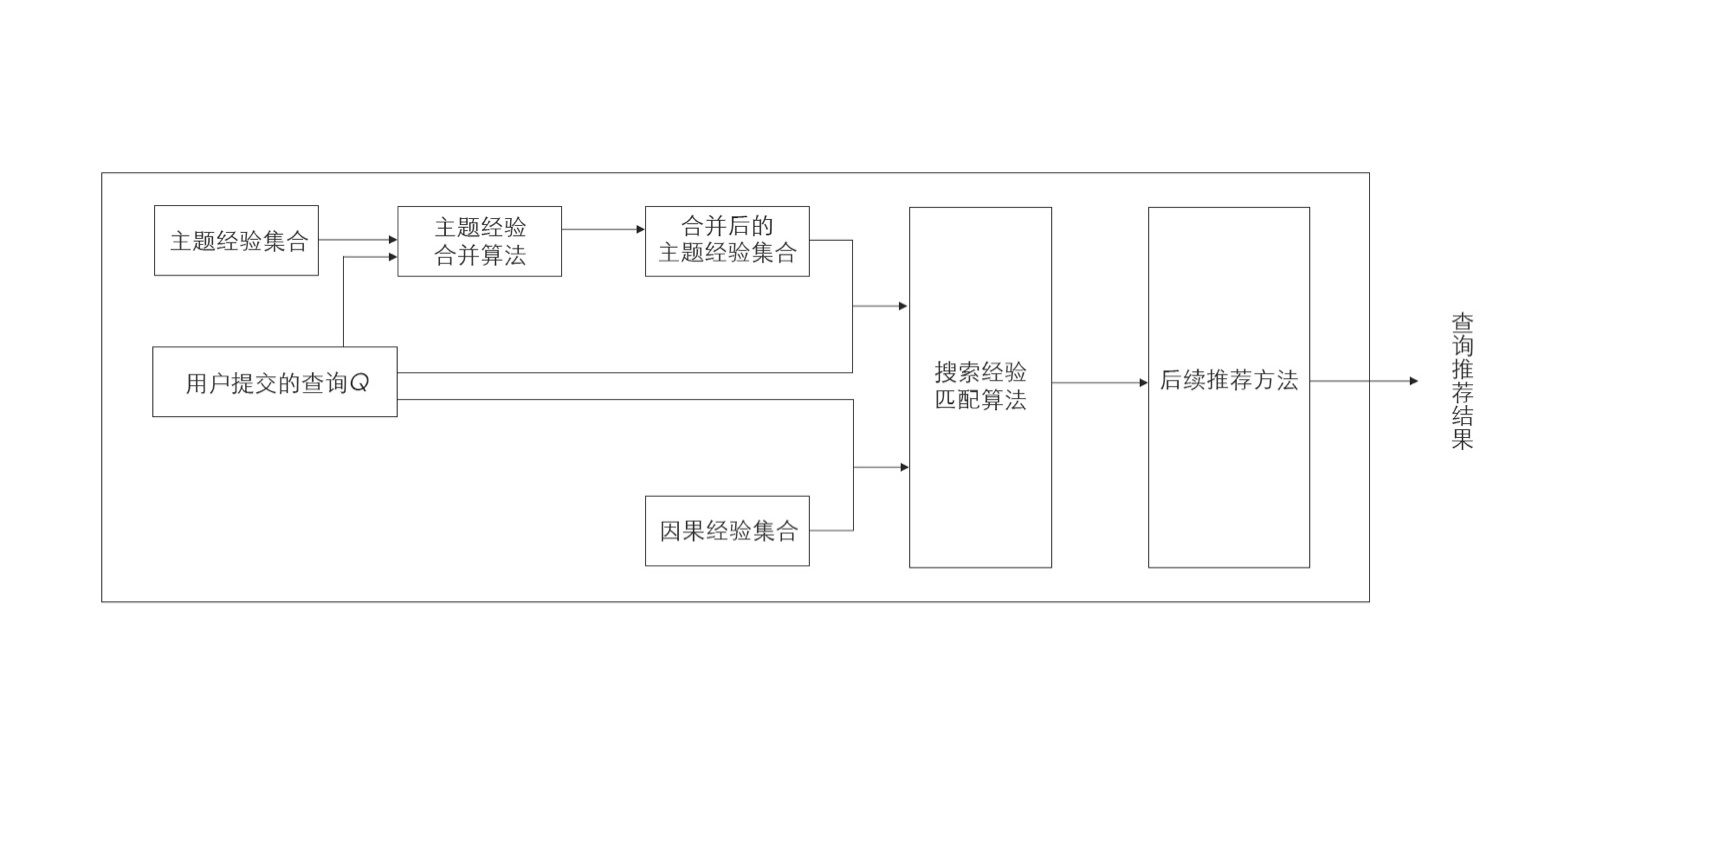 主题经验集合
主题经验
合并算法
合并后的
主题经验集合
用户提交的查询Q
因果经验集合
搜索经验
匹配算法
后续推荐方法
查询推荐结果